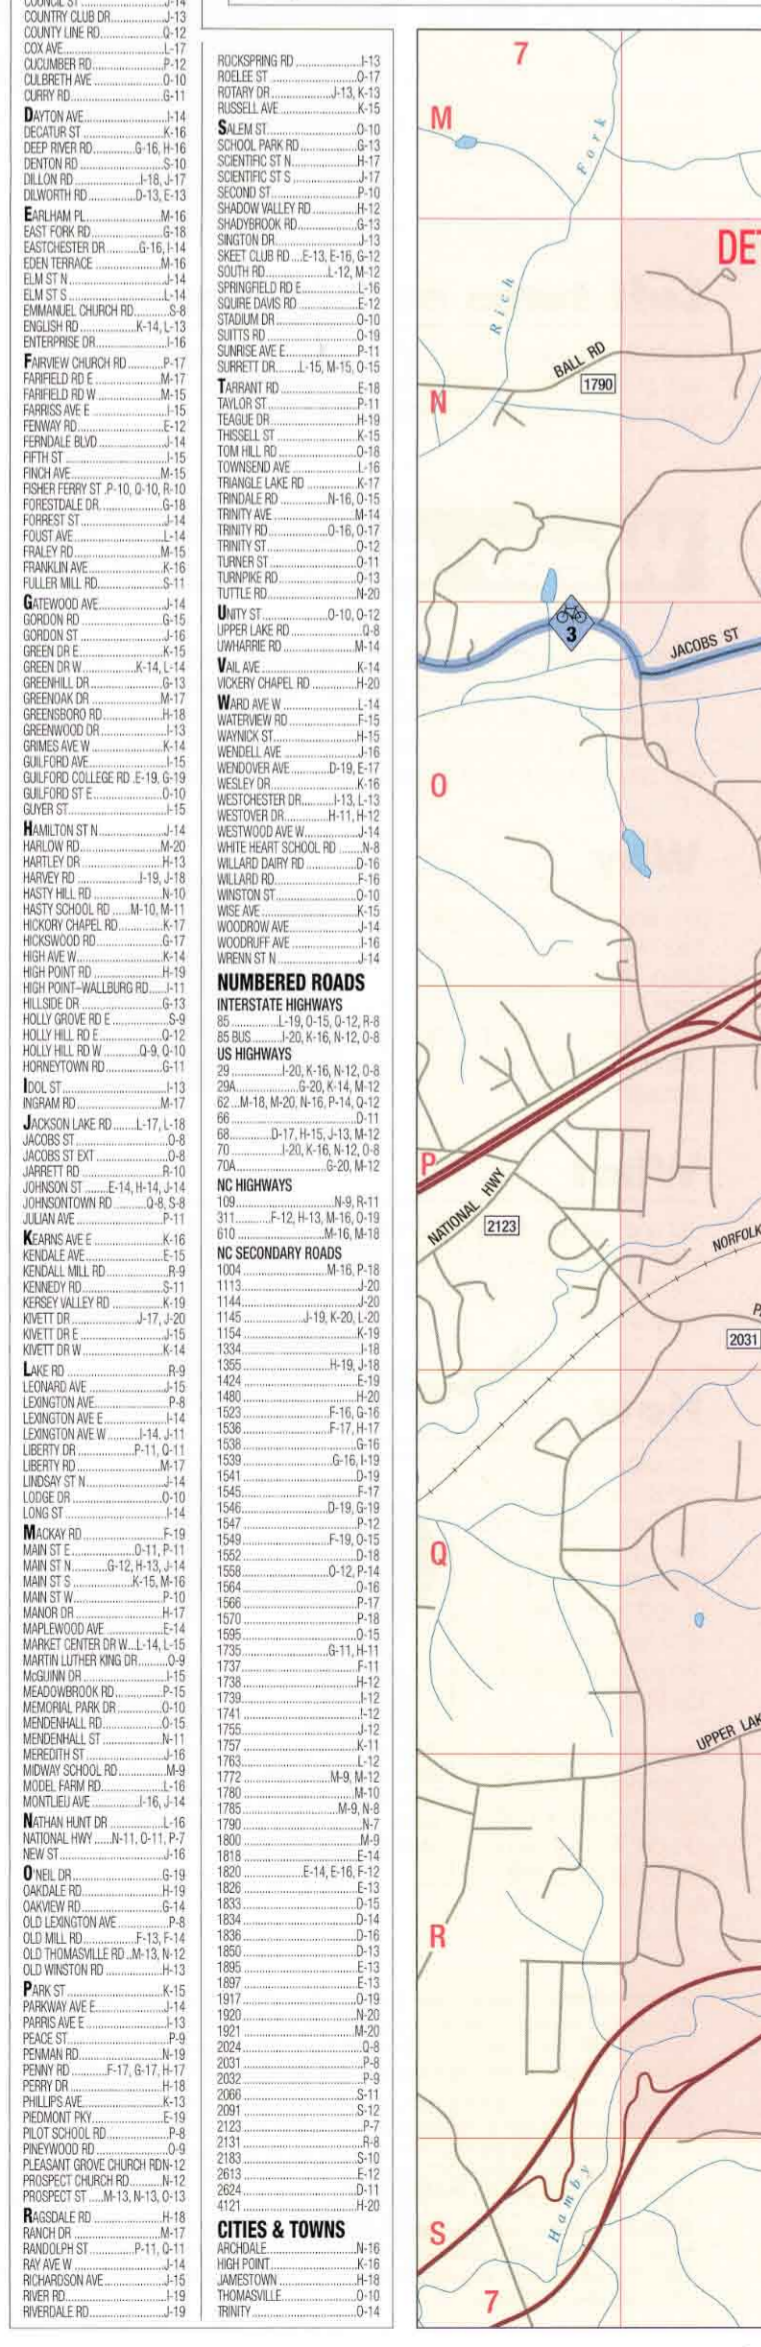 COUNCIL ST J-14
COUNTRY CLUB DR J-13
COUNTY LINE RD Q-12
COX AVE L-17
CUCUMBER RD P-12
CULBRETH AVE O-10
CURRY RD G-11
DAYTON AVE I-14
DECATUR ST K-16
DEEP RIVER RD G-16, H-16
DENTON RD S-10
DILLON RD I-18, J-17
DILWORTH RD D-13, E-13
EARLHAM PL M-16
EAST FORK RD G-18
EASTCHESTER DR G-16, I-14
EDEN TERRACE M-16
ELM ST N J-14
ELM ST S L-14
EMMANUEL CHURCH RD S-8
ENGLISH RD K-14, L-13
ENTERPRISE DR I-16
FAIRVIEW CHURCH RD P-17
FARIFIELD RD E M-17
FARIFIELD RD W M-15
FARRISS AVE E I-15
FENWAY RD E-12
FERNDALE BLVD J-14
FIFTH ST I-15
FINCH AVE M-15
FISHER FERRY ST P-10, Q-10, R-10
FORESTDALE DR G-18
FORREST ST J-14
FOUST AVE L-14
FRALEY RD M-15
FRANKLIN AVE K-16
FULLER MILL RD S-11
GATEWOOD AVE J-14
GORDON RD G-15
GORDON ST J-16
GREEN DR E K-15
GREEN DR W K-14, L-14
GREENHILL DR G-13
GREENOAK DR M-17
GREENSBORO RD H-18
GREENWOOD DR I-13
GRIMES AVE W K-14
GUILFORD AVE I-15
GUILFORD COLLEGE RD E-19, G-19
GUILFORD ST E O-10
GUYER ST I-15
HAMILTON ST N J-14
HARLOW RD M-20
HARTLEY DR H-13
HARVEY RD I-19, J-18
HASTY HILL RD N-10
HASTY SCHOOL RD M-10, M-11
HICKORY CHAPEL RD K-17
HICKSWOOD RD G-17
HIGH AVE W K-14
HIGH POINT RD H-19
HIGH POINT–WALLBURG RD I-11
HILLSIDE DR G-13
HOLLY GROVE RD E S-9
HOLLY HILL RD E Q-12
HOLLY HILL RD W Q-9, Q-10
HORNEYTOWN RD G-11
IDOL ST I-13
INGRAM RD M-17
JACKSON LAKE RD L-17, L-18
JACOBS ST O-8
JACOBS ST EXT O-8
JARRETT RD R-10
JOHNSON ST E-14, H-14, J-14
JOHNSONTOWN RD Q-8, S-8
JULIAN AVE P-11
KEARNS AVE E K-16
KENDALE AVE E-15
KENDALL MILL RD R-9
KENNEDY RD S-11
KERSEY VALLEY RD K-19
KIVETT DR J-17, J-20
KIVETT DR E J-15
KIVETT DR W K-14
LAKE RD R-9
LEONARD AVE J-15
LEXINGTON AVE P-8
LEXINGTON AVE E I-14
LEXINGTON AVE W I-14, J-11
LIBERTY DR P-11, Q-11
LIBERTY RD M-17
LINDSAY ST N J-14
LODGE DR O-10
LONG ST I-14
MACKAY RD F-19
MAIN ST E O-11, P-11
MAIN ST N G-12, H-13, J-14
MAIN ST S K-15, M-16
MAIN ST W P-10
MANOR DR H-17
MAPLEWOOD AVE E-14
MARKET CENTER DR W L-14, L-15
MARTIN LUTHER KING DR O-9
McGUINN DR I-15
MEADOWBROOK RD P-15
MEMORIAL PARK DR O-10
MENDENHALL RD O-15
MENDENHALL ST N-11
MEREDITH ST J-16
MIDWAY SCHOOL RD M-9
MODEL FARM RD L-16
MONTLIEU AVE I-16, J-14
NATHAN HUNT DR L-16
NATIONAL HWY N-11, O-11, P-7
NEW ST J-16
O'NEIL DR G-19
OAKDALE RD H-19
OAKVIEW RD G-14
OLD LEXINGTON AVE P-8
OLD MILL RD F-13, F-14
OLD THOMASVILLE RD M-13, N-12
OLD WINSTON RD H-13
PARK ST K-15
PARKWAY AVE E J-14
PARRIS AVE E I-13
PEACE ST P-9
PENMAN RD N-19
PENNY RD F-17, G-17, H-17
PERRY DR H-18
PHILLIPS AVE K-13
PIEDMONT PKY E-19
PILOT SCHOOL RD P-8
PINEYWOOD RD O-9
PLEASANT GROVE CHURCH RDN-12
PROSPECT CHURCH RD N-12
PROSPECT ST M-13, N-13, O-13
RAGSDALE RD H-18
RANCH DR M-17
RANDOLPH ST P-11, Q-11
RAY AVE W J-14
RICHARDSON AVE J-15
RIVER RD I-19
RIVERDALE RD J-19
ROCKSPRING RD I-13
ROELEE ST O-17
ROTARY DR J-13, K-13
RUSSELL AVE K-15
SALEM ST O-10
SCHOOL PARK RD G-13
SCIENTIFIC ST N H-17
SCIENTIFIC ST S J-17
SECOND ST P-10
SHADOW VALLEY RD H-12
SHADYBROOK RD G-13
SINGTON DR J-13
SKEET CLUB RD E-13, E-16, G-12
SOUTH RD L-12, M-12
SPRINGFIELD RD E L-16
SQUIRE DAVIS RD E-12
STADIUM DR O-10
SUITTS RD O-19
SUNRISE AVE E P-11
SURRETT DR L-15, M-15, O-15
TARRANT RD E-18
TAYLOR ST P-11
TEAGUE DR H-19
THISSELL ST K-15
TOM HILL RD O-18
TOWNSEND AVE L-16
TRIANGLE LAKE RD K-17
TRINDALE RD N-16, O-15
TRINITY AVE M-14
TRINITY RD O-16, O-17
TRINITY ST O-12
TURNER ST O-11
TURNPIKE RD O-13
TUTTLE RD N-20
UNITY ST O-10, O-12
UPPER LAKE RD Q-8
UWHARRIE RD M-14
VAIL AVE K-14
VICKERY CHAPEL RD H-20
WARD AVE W L-14
WATERVIEW RD F-15
WAYNICK ST H-15
WENDELL AVE J-16
WENDOVER AVE D-19, E-17
WESLEY DR K-16
WESTCHESTER DR I-13, L-13
WESTOVER DR H-11, H-12
WESTWOOD AVE W J-14
WHITE HEART SCHOOL RD N-8
WILLARD DAIRY RD D-16
WILLARD RD F-16
WINSTON ST O-10
WISE AVE K-15
WOODROW AVE J-14
WOODRUFF AVE I-16
WRENN ST N J-14
NUMBERED ROADS
INTERSTATE HIGHWAYS
85 L-19, O-15, Q-12, R-8
85 BUS I-20, K-16, N-12, O-8
US HIGHWAYS
29 I-20, K-16, N-12, O-8
29A G-20, K-14, M-12
62 M-18, M-20, N-16, P-14, Q-12
66 D-11
68 D-17, H-15, J-13, M-12
70 I-20, K-16, N-12, O-8
70A G-20, M-12
NC HIGHWAYS
109 N-9, R-11
311 F-12, H-13, M-16, O-19
610 M-16, M-18
NC SECONDARY ROADS
1004 M-16, P-18
1113 J-20
1144 J-20
1145 J-19, K-20, L-20
1154 K-19
1334 I-18
1355 H-19, J-18
1424 E-19
1480 H-20
1523 F-16, G-16
1536 F-17, H-17
1538 G-16
1539 G-16, I-19
1541 D-19
1545 F-17
1546 D-19, G-19
1547 P-12
1549 F-19, O-15
1552 D-18
1558 O-12, P-14
1564 O-16
1566 P-17
1570 P-18
1595 O-15
1735 G-11, H-11
1737 F-11
1738 H-12
1739 I-12
1741 I-12
1755 J-12
1757 K-11
1763 L-12
1772 M-9, M-12
1780 M-10
1785 M-9, N-8
1790 N-7
1800 M-9
1818 E-14
1820 E-14, E-16, F-12
1826 E-13
1833 D-15
1834 D-14
1836 D-16
1850 D-13
1895 E-13
1897 E-13
1917 O-19
1920 N-20
1921 M-20
2024 Q-8
2031 P-8
2032 P-9
2066 S-11
2091 S-12
2123 P-7
2131 R-8
2183 S-10
2613 E-12
2624 D-11
4121 H-20
CITIES & TOWNS
ARCHDALE N-16
HIGH POINT K-16
JAMESTOWN H-18
THOMASVILLE O-10
TRINITY O-14
7
M
Rich Fork
DE
BALL RD
1790
N
3
JACOBS ST
O
P
NATIONAL HWY
2123
NORFOLK
2031
Q
UPPER LAK
R
Hamby
S
7